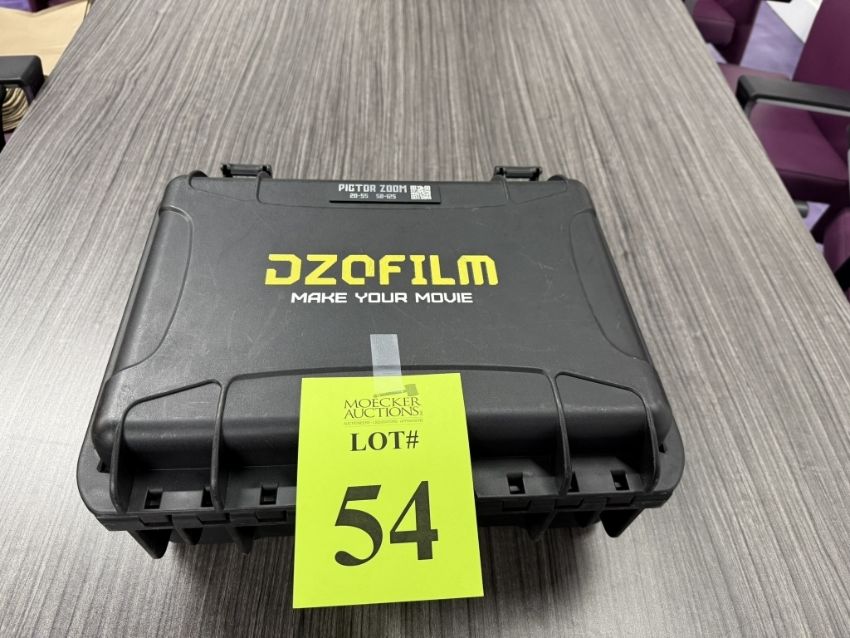 PICTOR ZOOM
20-55 50-125
DZOFILM
MAKE YOUR MOVIE
MOECKER
AUCTIONS
LOT#
54